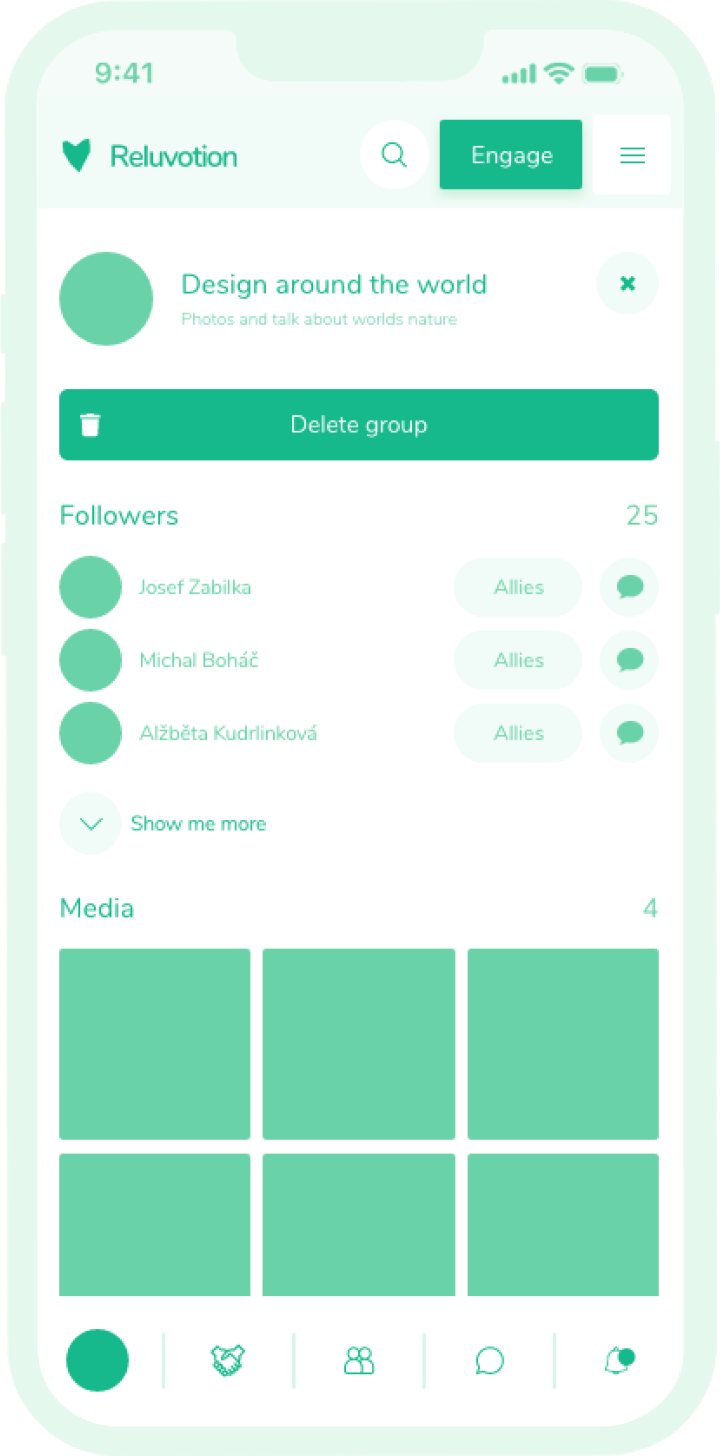 9:41
Reluvotion
Engage
Design around the world
Photos and talk about worlds nature
Delete group
Followers 25
Josef Zabilka Allies
Michal Boháč Allies
Alžběta Kudrlinková Allies
Show me more
Media 4